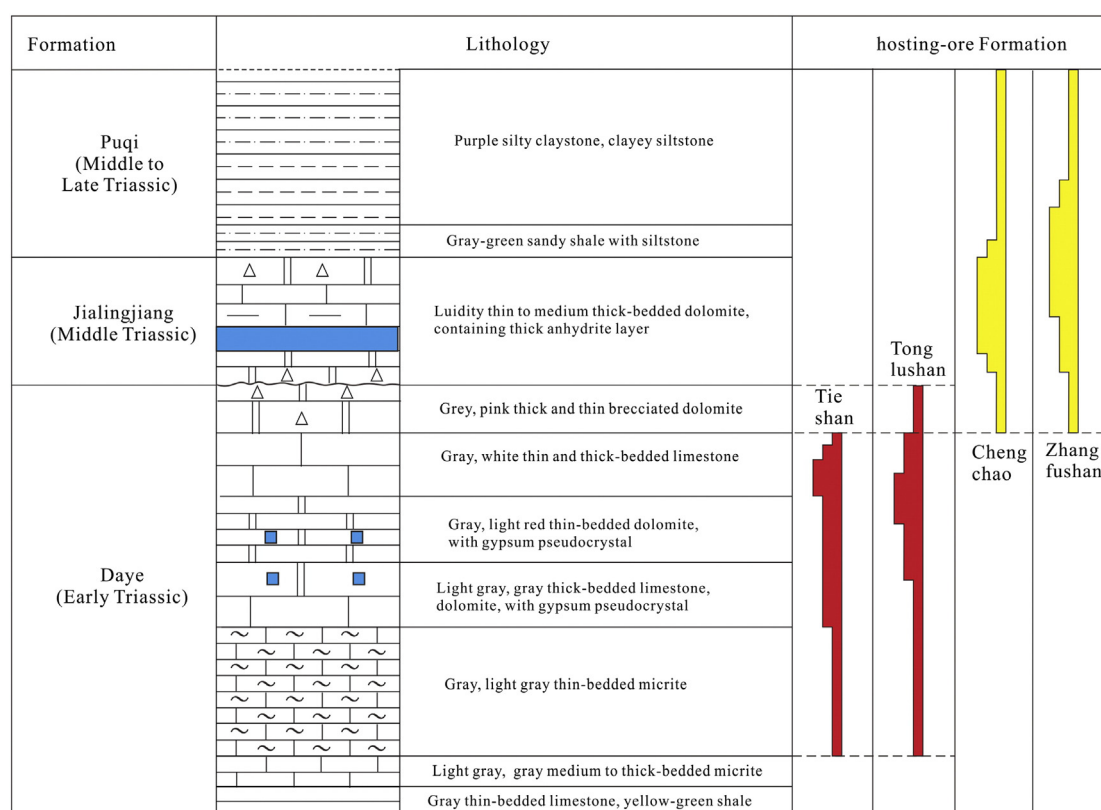 Formation
Lithology
hosting-ore Formation
Puqi
(Middle to
Late Triassic)
Purple silty claystone, clayey siltstone
Gray-green sandy shale with siltstone
Jialingjiang
(Middle Triassic)
Luidity thin to medium thick-bedded dolomite,
containing thick anhydrite layer
Daye
(Early Triassic)
Grey, pink thick and thin brecciated dolomite
Gray, white thin and thick-bedded limestone
Gray, light red thin-bedded dolomite,
with gypsum pseudocrystal
Light gray, gray thick-bedded limestone,
dolomite, with gypsum pseudocrystal
Gray, light gray thin-bedded micrite
Light gray, gray medium to thick-bedded micrite
Gray thin-bedded limestone, yellow-green shale
Tie
shan
Tong
lushan
Cheng
chao
Zhang
fushan